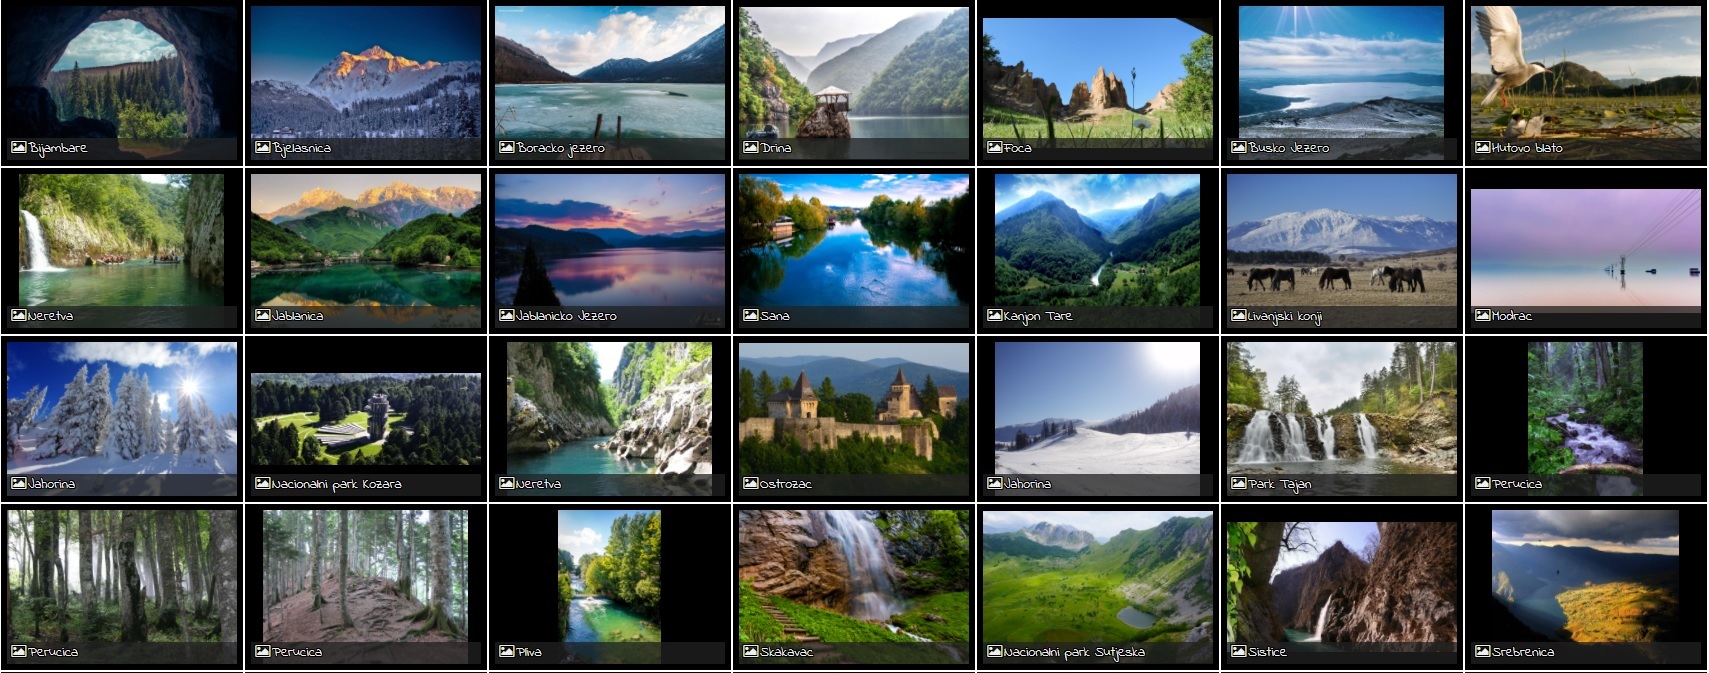 Bijambare
Bjelasnica
Boracko jezero
Drina
Foca
Busko Jezero
Hutovo blato
Neretva
Jablanica
Jablanicko Jezero
Sana
Kanjon Tare
Livanjski konji
Modrac
Jahorina
Nacionalni park Kozara
Neretva
Ostrozac
Jahorina
Park Tajan
Perucica
Perucica
Perucica
Pliva
Skakavac
Nacionalni park Sutjeska
Sistice
Srebrenica